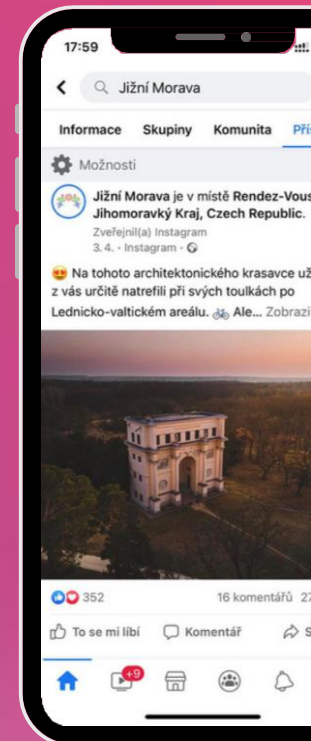 17:59
Jižní Morava
Informace Skupiny Komunita
Možnosti
Jižní Morava je v místě Rendez-Vous
Jihomoravký Kraj, Czech Republic.
Zveřejnil(a) Instagram
3. 4. · Instagram ·
😍 Na tohoto architektonického krasavce už
z vás určitě natrefili při svých toulkách po
Lednicko-valtickém areálu. 🚲 Ale...
352 16 komentářů
To se mi líbí Komentář
+9